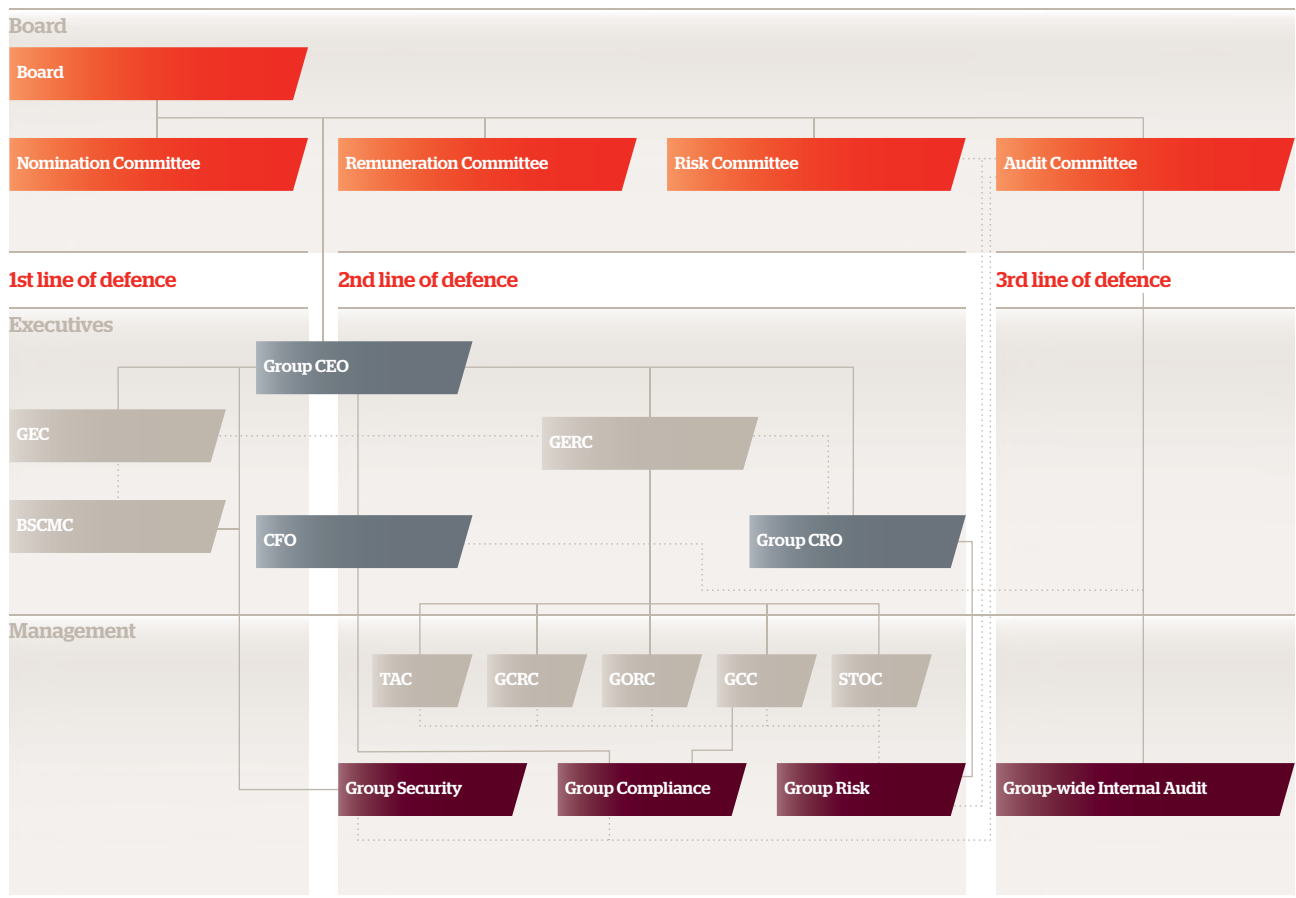 Board
Board
Nomination Committee
Remuneration Committee
Risk Committee
Audit Committee
1st line of defence
2nd line of defence
3rd line of defence
Executives
Group CEO
GEC
GERC
BSCMC
CFO
Group CRO
Management
TAC
GCRC
GORC
GCC
STOC
Group Security
Group Compliance
Group Risk
Group-wide Internal Audit